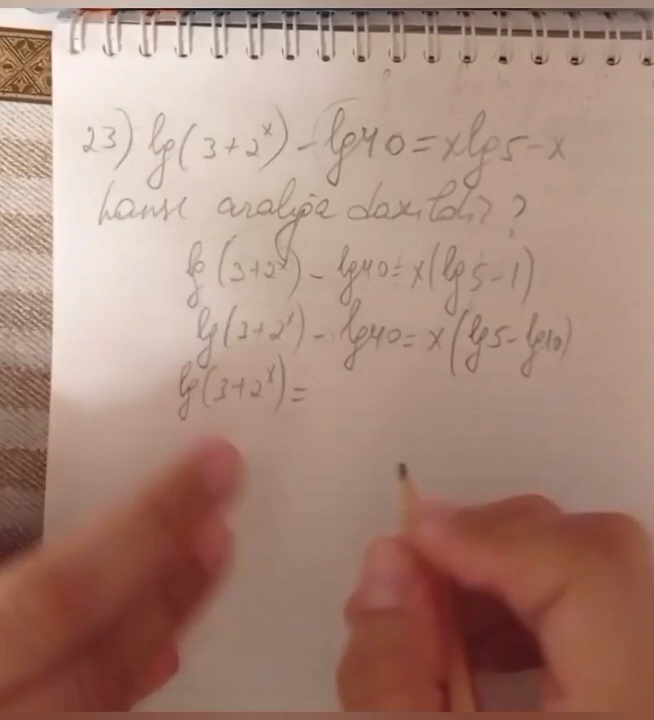 23) lg(3+2^x) - lg40 = xlg5 - x
hansı aralığa daxildir?
lg(3+2^x) - lg40 = x(lg5-1)
lg(3+2^x) - lg40 = x(lg5-lg10)
lg(3+2^x) =